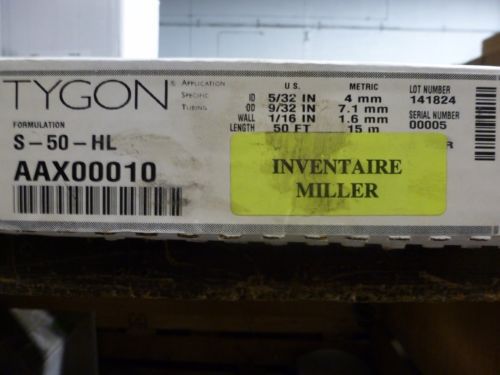 TYGON® APPLICATION SPECIFIC TUBING
FORMULATION
S-50-HL
AAX00010
U.S. METRIC
ID 5/32 IN 4 mm
OD 9/32 IN 7.1 mm
WALL 1/16 IN 1.6 mm
LENGTH 50 FT 15 m
LOT NUMBER
141824
SERIAL NUMBER
00005
R
INVENTAIRE
MILLER